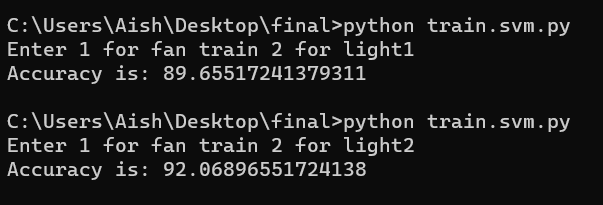 C:\Users\Aish\Desktop\final>python train.svm.py
Enter 1 for fan train 2 for light1
Accuracy is: 89.65517241379311
C:\Users\Aish\Desktop\final>python train.svm.py
Enter 1 for fan train 2 for light2
Accuracy is: 92.06896551724138